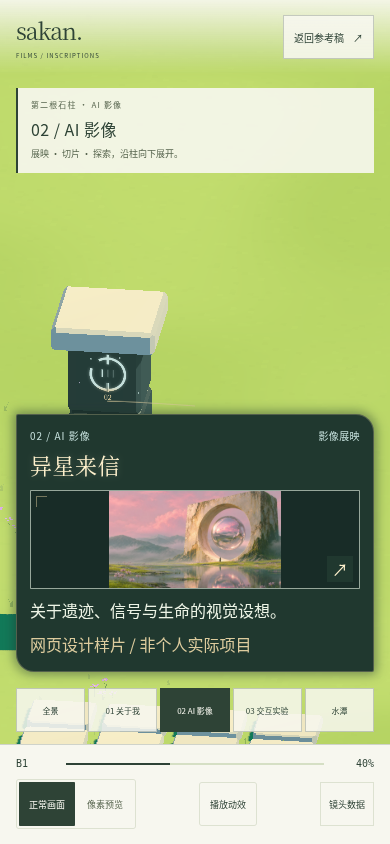 sakan.
FILMS / INSCRIPTIONS
返回参考稿 ↗
第二根石柱 · AI 影像
02 / AI 影像
展映 · 切片 · 探索，沿柱向下展开。
02
02 / AI 影像
影像展映
异星来信
↗
关于遗迹、信号与生命的视觉设想。
网页设计样片 / 非个人实际项目
全景
01 关于我
02 AI 影像
03 交互实验
水潭
B1
40%
正常画面
像素预览
播放动效
镜头数据